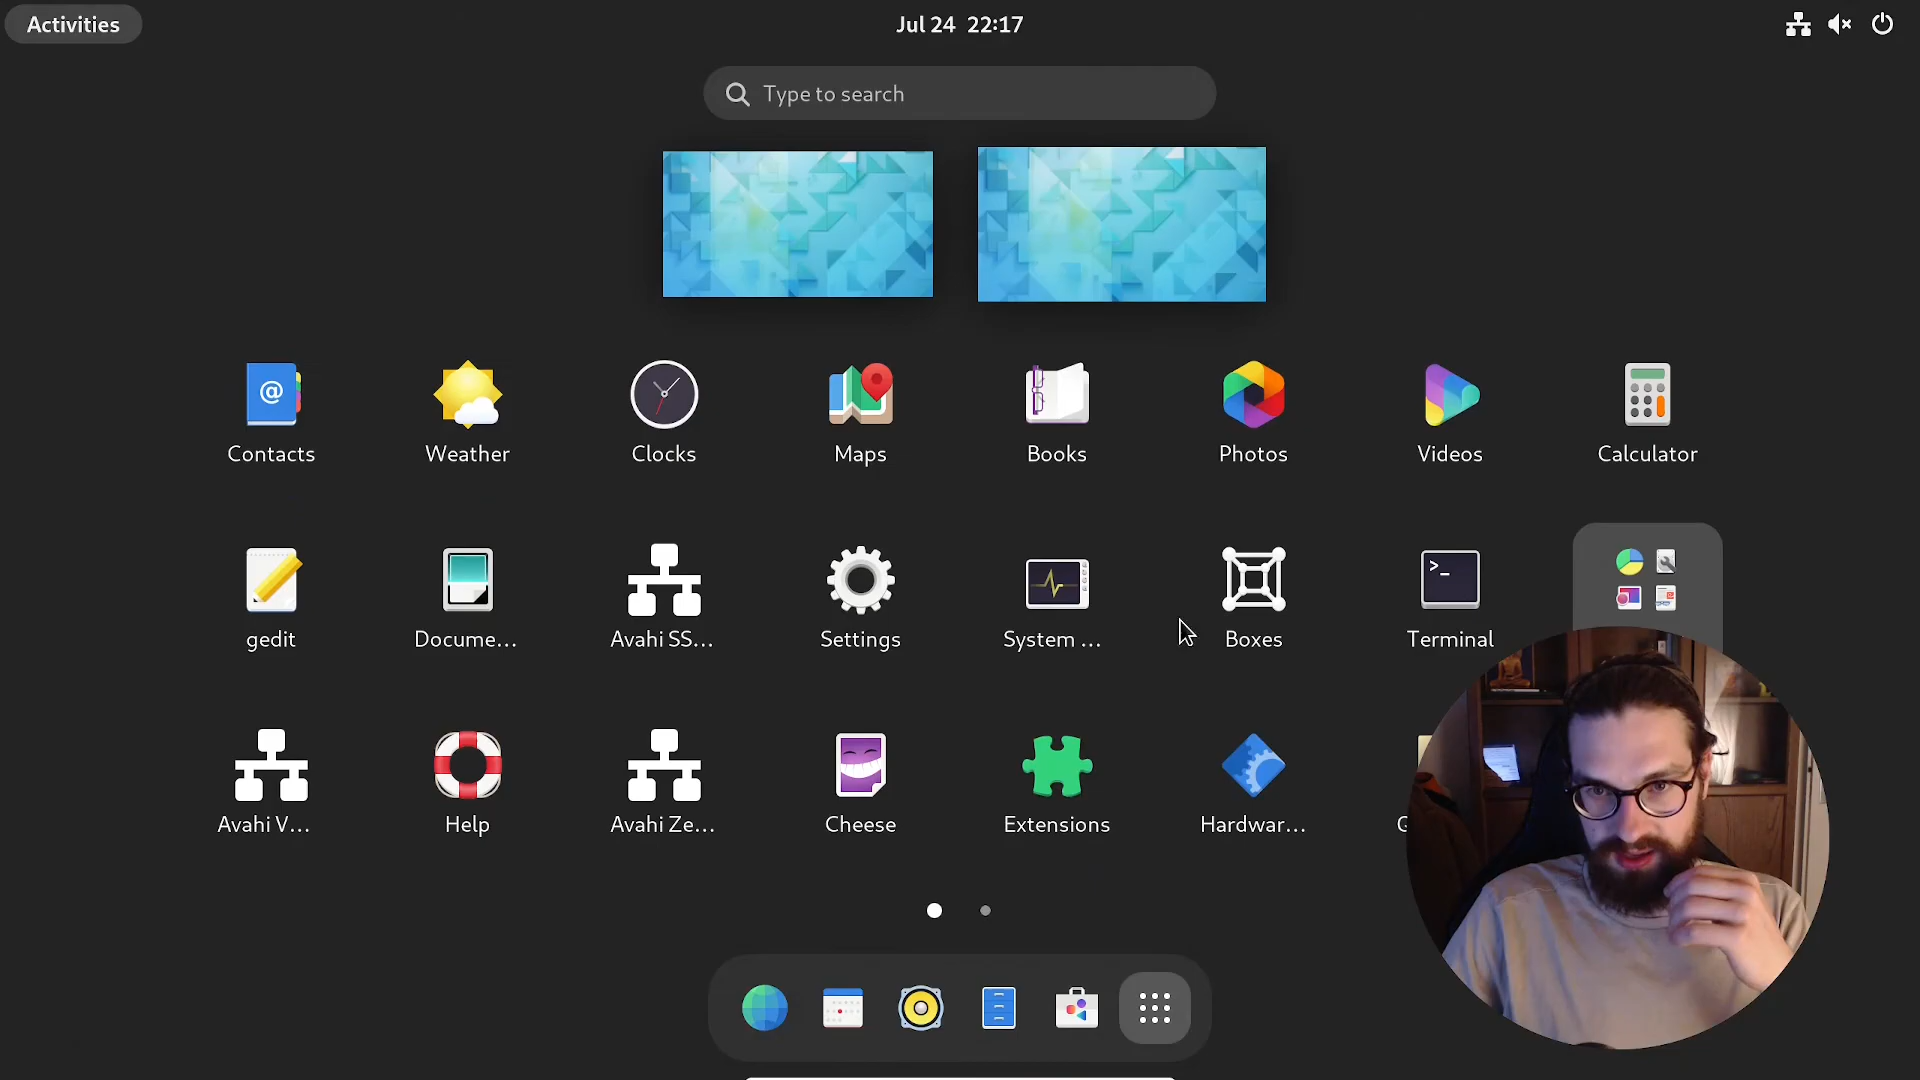 Activities
Jul 24 22:17
Type to search
Contacts
Weather
Clocks
Maps
Books
Photos
Videos
Calculator
gedit
Docume...
Avahi SS...
Settings
System ...
Boxes
Terminal
Avahi V...
Help
Avahi Ze...
Cheese
Extensions
Hardwar...